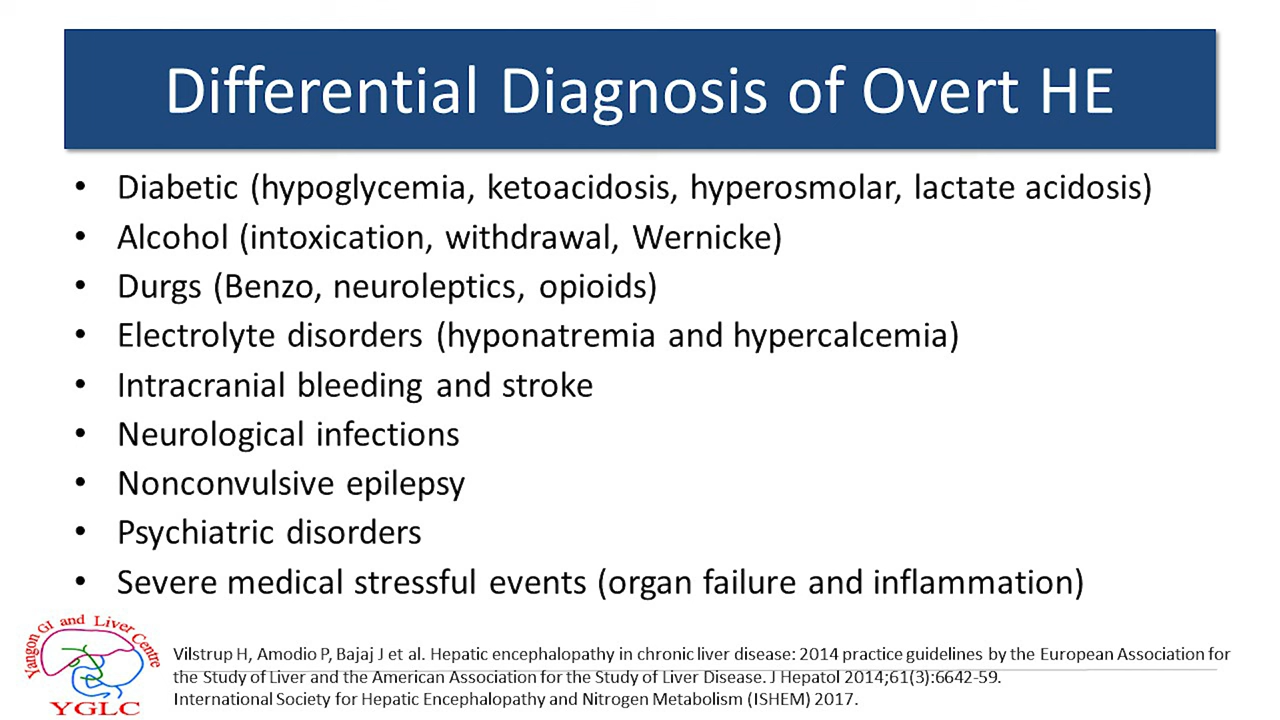 Differential Diagnosis of Overt HE
• Diabetic (hypoglycemia, ketoacidosis, hyperosmolar, lactate acidosis)
• Alcohol (intoxication, withdrawal, Wernicke)
• Durgs (Benzo, neuroleptics, opioids)
• Electrolyte disorders (hyponatremia and hypercalcemia)
• Intracranial bleeding and stroke
• Neurological infections
• Nonconvulsive epilepsy
• Psychiatric disorders
• Severe medical stressful events (organ failure and inflammation)
Yangon GI and Liver Centre
YGLC
Vilstrup H, Amodio P, Bajaj J et al. Hepatic encephalopathy in chronic liver disease: 2014 practice guidelines by the European Association for
the Study of Liver and the American Association for the Study of Liver Disease. J Hepatol 2014;61(3):6642-59.
International Society for Hepatic Encephalopathy and Nitrogen Metabolism (ISHEM) 2017.